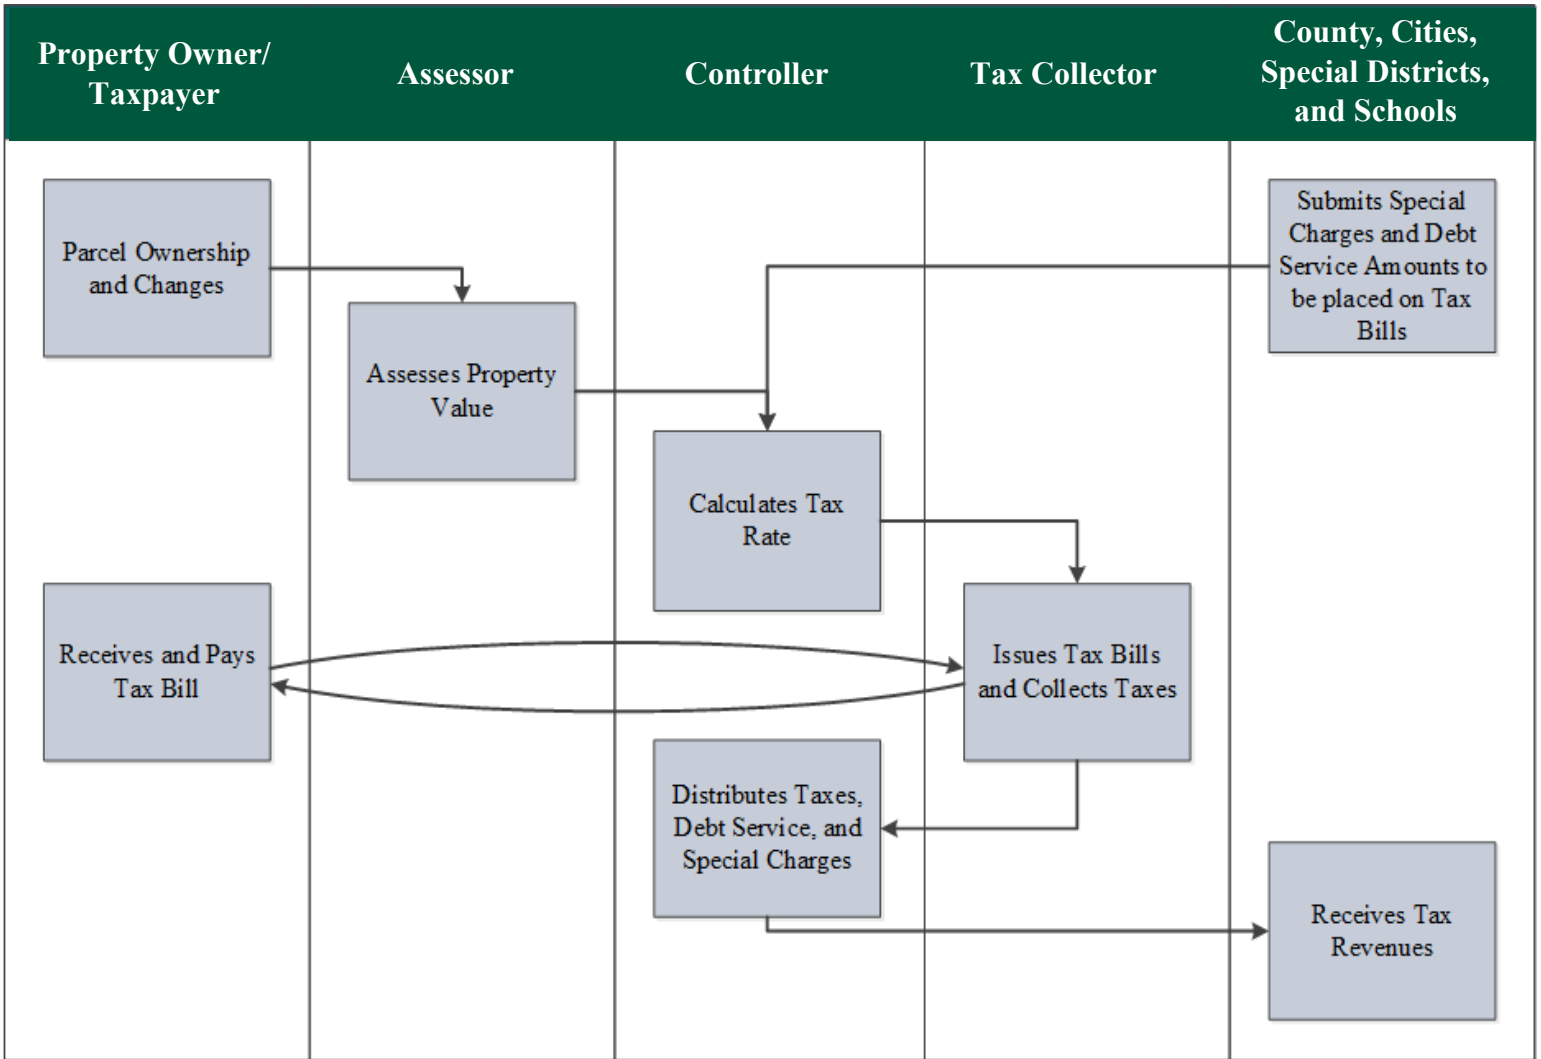 Property Owner/
Taxpayer
Assessor
Controller
Tax Collector
County, Cities,
Special Districts,
and Schools
Parcel Ownership
and Changes
Submits Special
Charges and Debt
Service Amounts to
be placed on Tax
Bills
Assesses Property
Value
Calculates Tax
Rate
Receives and Pays
Tax Bill
Issues Tax Bills
and Collects Taxes
Distributes Taxes,
Debt Service, and
Special Charges
Receives Tax
Revenues